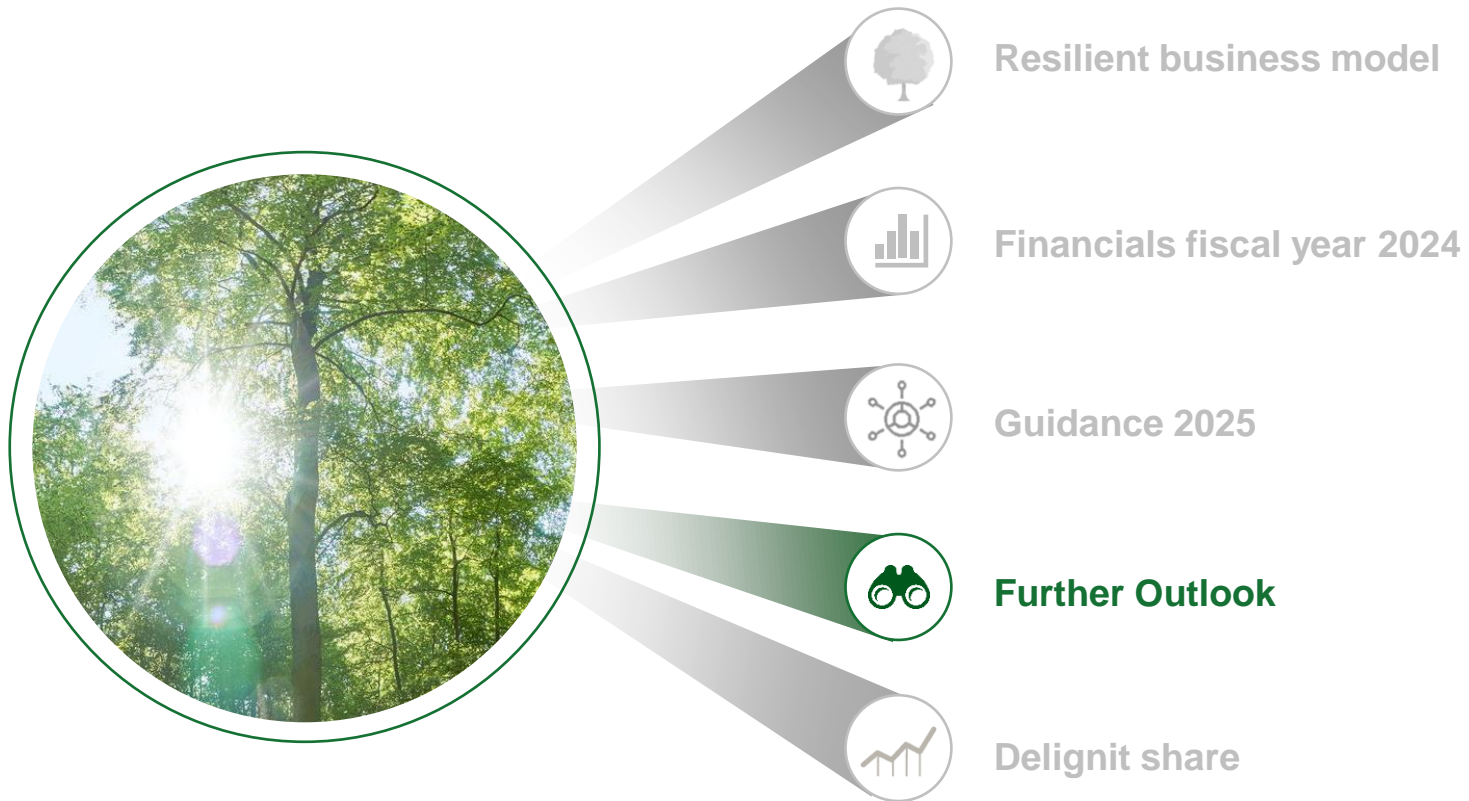 Resilient business model
Financials fiscal year 2024
Guidance 2025
Further Outlook
Delignit share